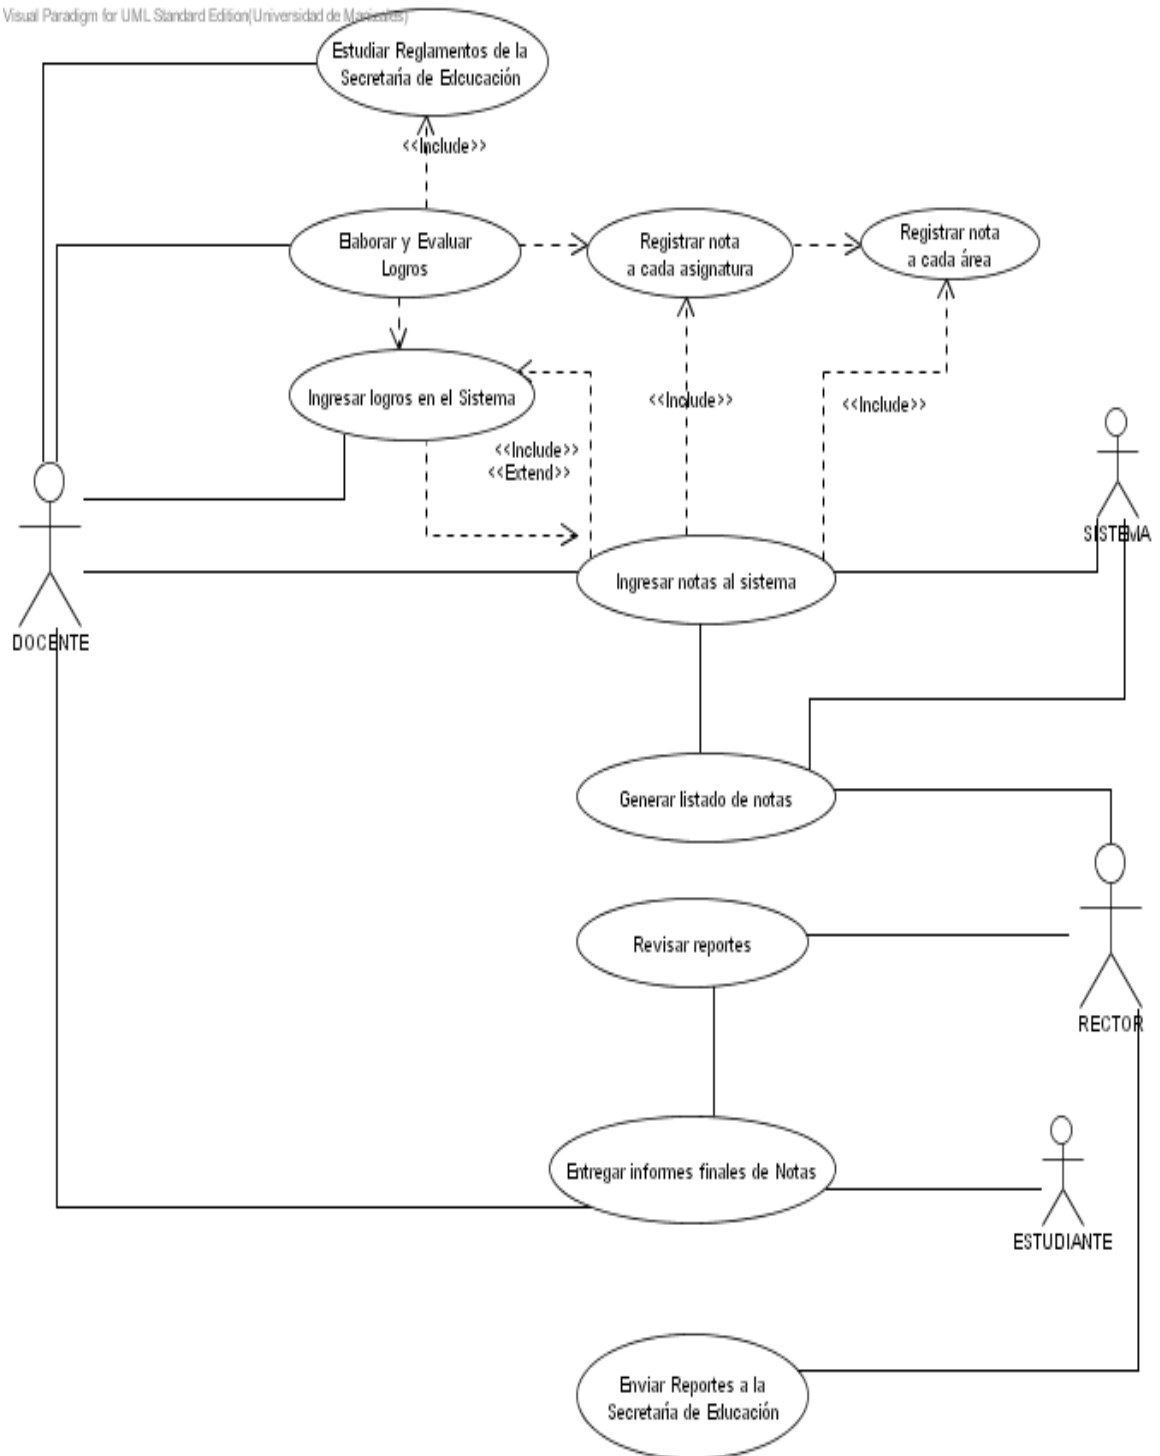 Visual Paradigm for UML Standard Edition(Universidad de Manizales)
Estudiar Reglamentos de la
Secretaría de Edcucación
<<Include>>
Elaborar y Evaluar
Logros
Registrar nota
a cada asignatura
Registrar nota
a cada área
Ingresar logros en el Sistema
<<Include>>
<<Include>>
<<Include>>
<<Extend>>
SISTEMA
Ingresar notas al sistema
DOCENTE
Generar listado de notas
Revisar reportes
RECTOR
Entregar informes finales de Notas
ESTUDIANTE
Enviar Reportes a la
Secretaría de Educación